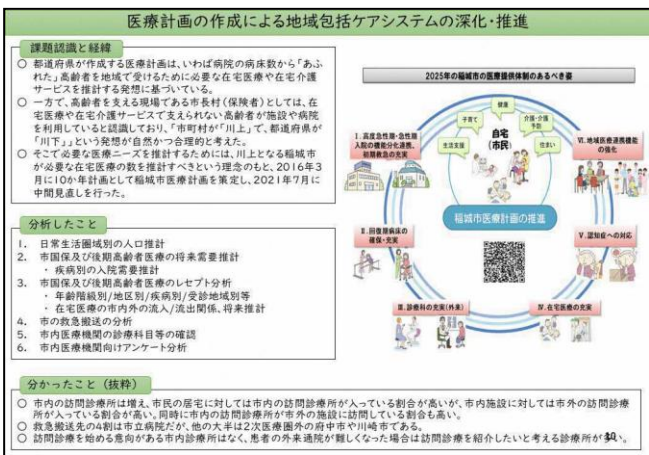 医療計画の作成による地域包括ケアシステムの深化・推進
課題認識と経緯
○ 都道府県が作成する医療計画は、いわば病院の病床数から「あふ
れた」高齢者を地域で受けるために必要な在宅医療や在宅介護
サービスを推計する発想に基づいている。
○ 一方で、高齢者を支える現場である市長村（保険者）としては、在
宅医療や在宅介護サービスで支えられない高齢者が施設や病院
を利用していると認識しており、「市町村が「川上」で、都道府県が
「川下」」という発想が自然かつ合理的と考えた。
○ そこで必要な医療ニーズを推計するためには、川上となる稲城市
が必要な在宅医療の数を推計すべきという理念のもと、2016年3
月に10か年計画として稲城市医療計画を策定し、2021年7月に
中間見直しを行った。
分析したこと
1. 日常生活圏域別の人口推計
2. 市国保及び後期高齢者医療の将来需要推計
・ 疾病別の入院需要推計
3. 市国保及び後期高齢者医療のレセプト分析
・ 年齢階級別/地区別/疾病別/受診地域別等
・ 在宅医療の市内外の流入/流出関係、将来推計
4. 市の救急搬送の分析
5. 市内医療機関の診療科目等の確認
6. 市内医療機関向けアンケート分析
2025年の稲城市の医療提供体制のあるべき姿
健康
子育て
介護・介護
予防
生活支援
自宅
(市民)
住まい
Ⅰ.高度急性期・急性期
入院の機能分化連携、
初期救急の充実
Ⅵ.地域医療連携機能
の強化
稲城市医療計画の推進
Ⅱ.回復期病床の
確保・充実
Ⅴ.認知症への対応
Ⅲ.診療科の充実(外来)
Ⅳ.在宅医療の充実
分かったこと（抜粋）
○ 市内の訪問診療所は増え、市民の居宅に対しては市内の訪問診療所が入っている割合が高いが、市内施設に対しては市外の訪問診療
所が入っている割合が高い。同時に市内の訪問診療所が市外の施設に訪問している割合も高い。
○ 救急搬送先の4割は市立病院だが、他の大半は2次医療圏外の府中市や川崎市である。
○ 訪問診療を始める意向がある市内診療所はなく、患者の外来通院が難しくなった場合は訪問診療を紹介したいと考える診療所が多い。
10